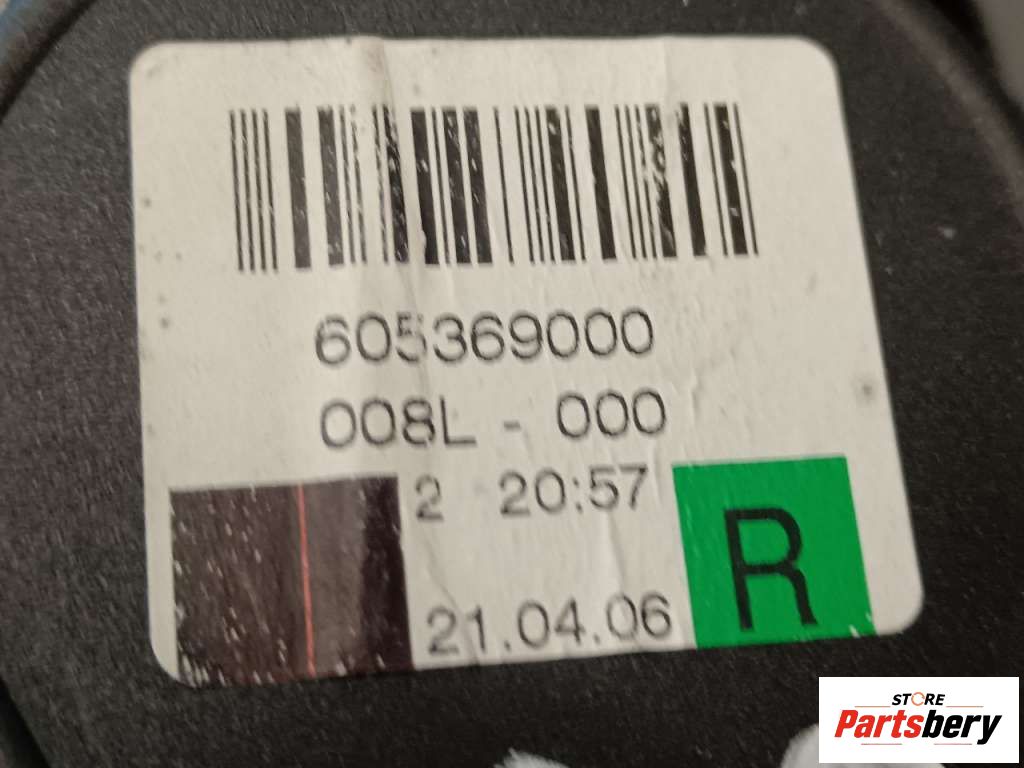 605369000
008L - 000
2 20:57
R
21.04.06
STORE
Partsbery